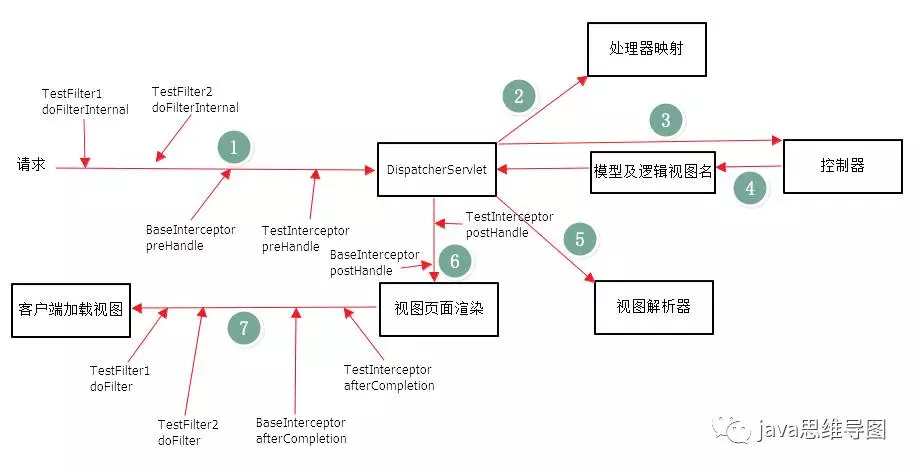 处理器映射
TestFilter1
doFilterInternal
TestFilter2
doFilterInternal
2
1
3
请求
DispatcherServlet
模型及逻辑视图名
控制器
4
BaseInterceptor
preHandle
TestInterceptor
preHandle
TestInterceptor
postHandle
5
BaseInterceptor
postHandle
6
客户端加载视图
视图页面渲染
视图解析器
7
TestFilter1
doFilter
TestInterceptor
afterCompletion
TestFilter2
doFilter
BaseInterceptor
afterCompletion
java思维导图